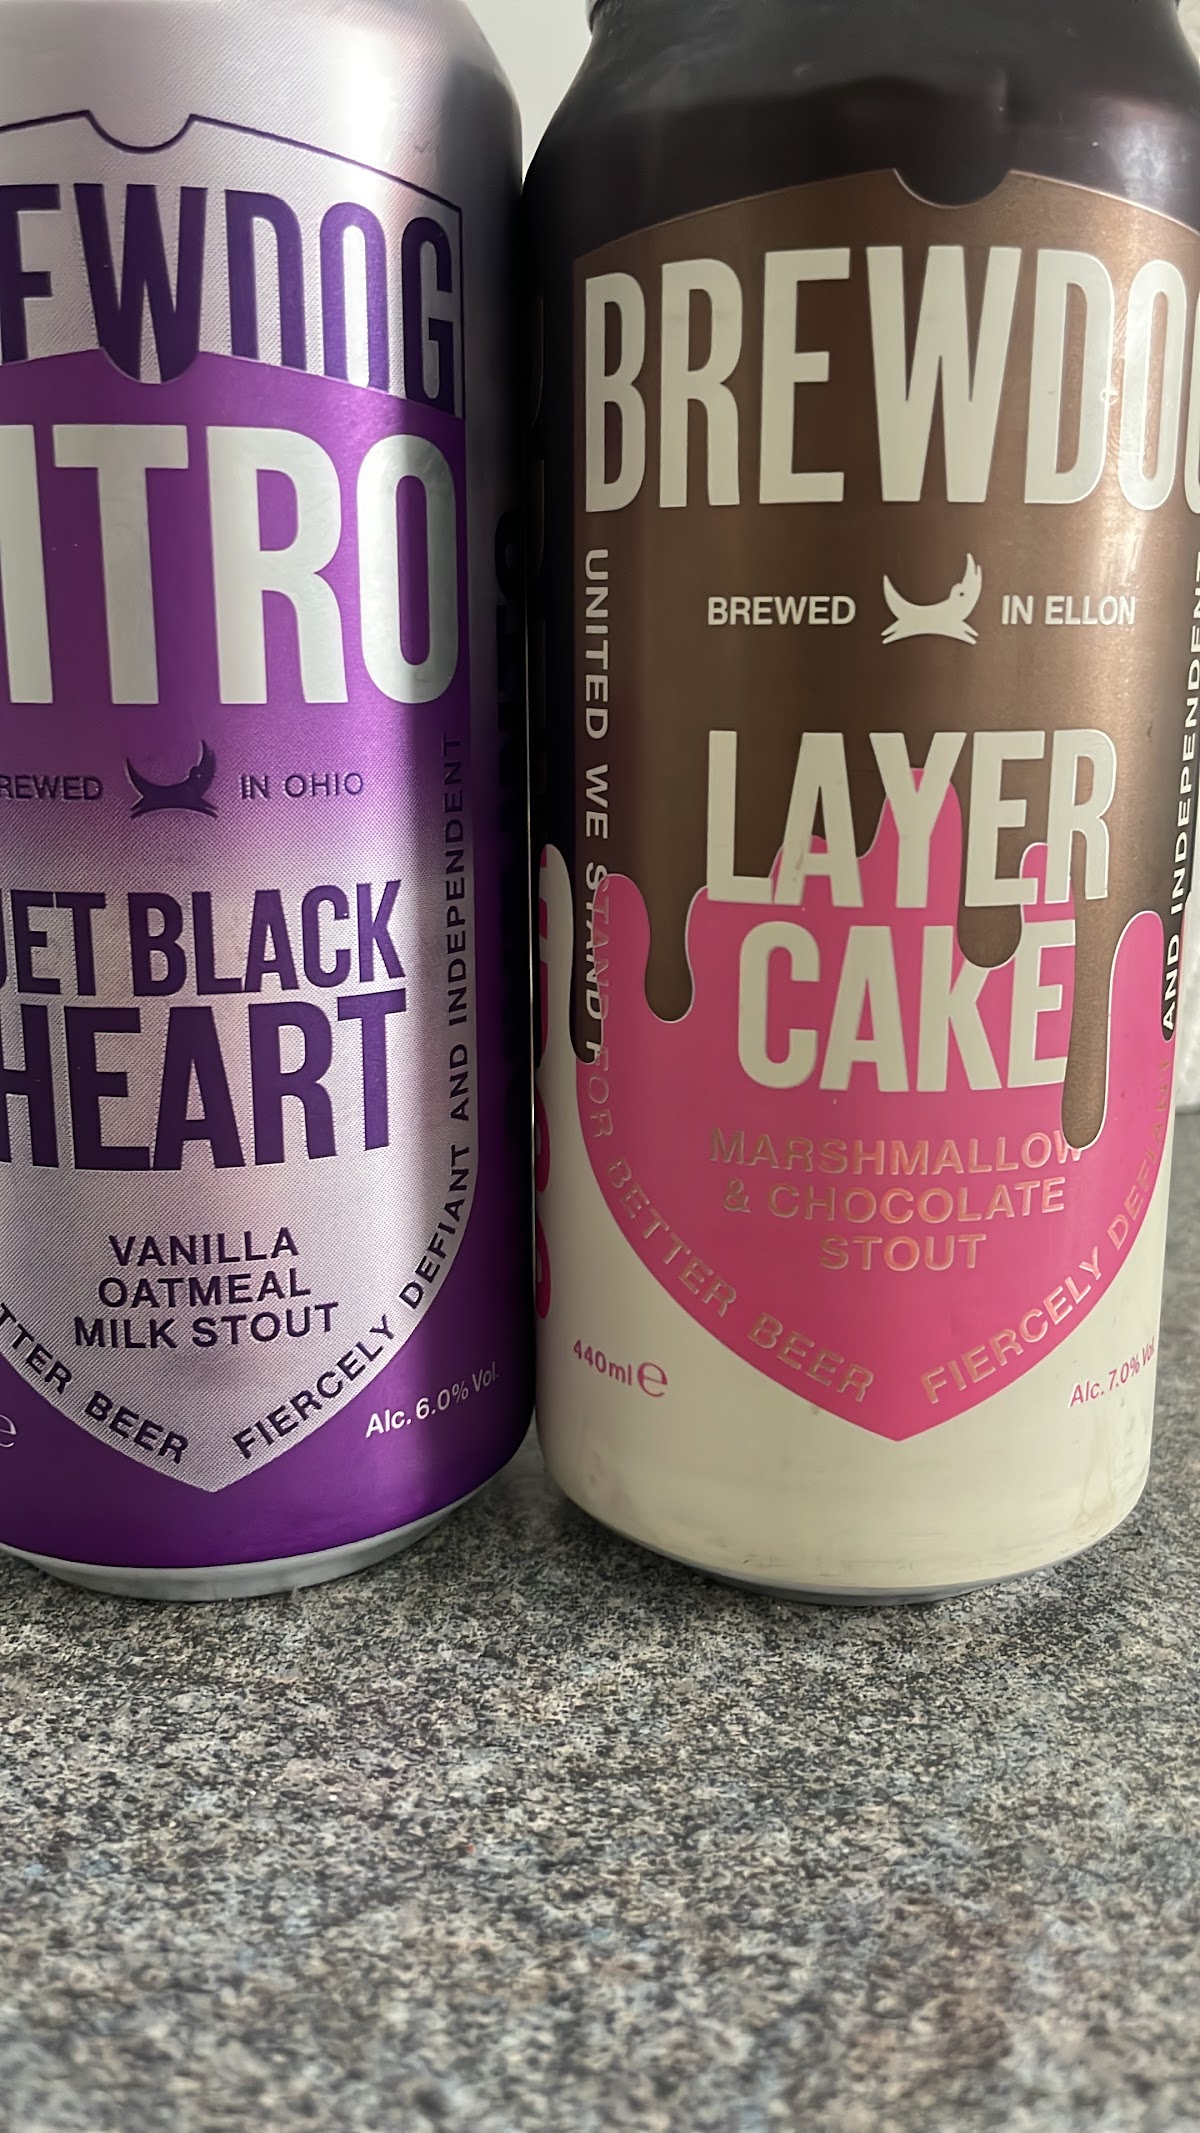 EWDOG
ITRO
REWED IN OHIO
JET BLACK
HEART
VANILLA
OATMEAL
MILK STOUT
TTER BEER FIERCELY DEFIANT AND INDEPENDENT
e
Alc. 6.0% Vol.
BREWDOG
BREWED IN ELLON
LAYER
CAKE
MARSHMALLOW
& CHOCOLATE
STOUT
UNITED WE STAND FOR BETTER BEER FIERCELY DEFIANT AND INDEPENDENT
440ml e
Alc. 7.0% Vol.